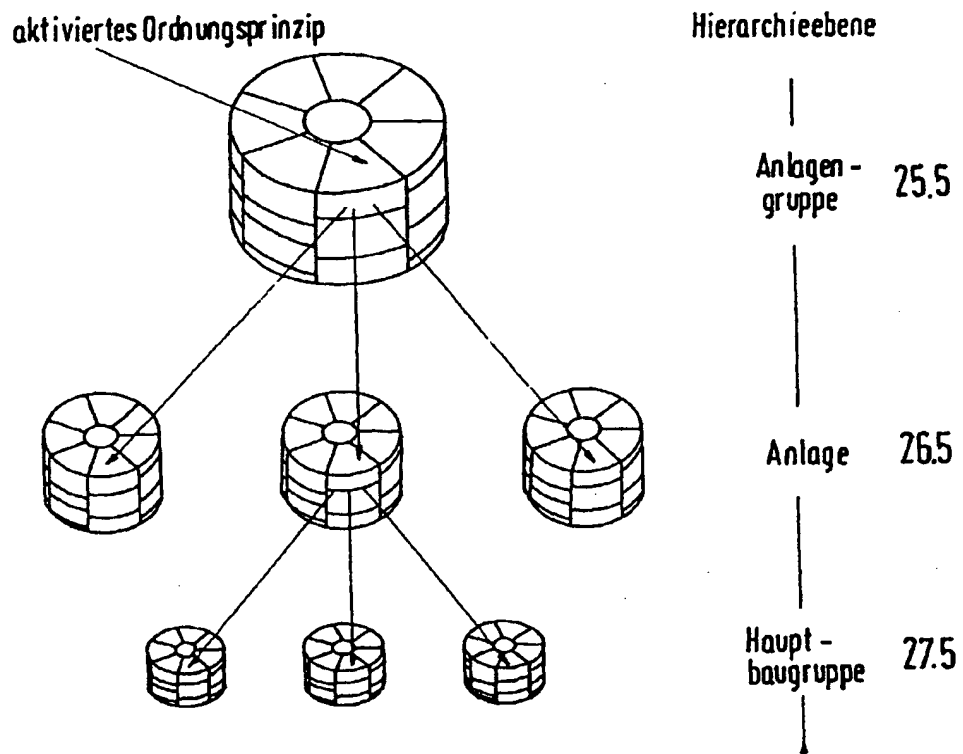 aktiviertes Ordnungsprinzip
Hierarchieebene
Anlagen-
gruppe 25.5
Anlage 26.5
Haupt-
baugruppe 27.5